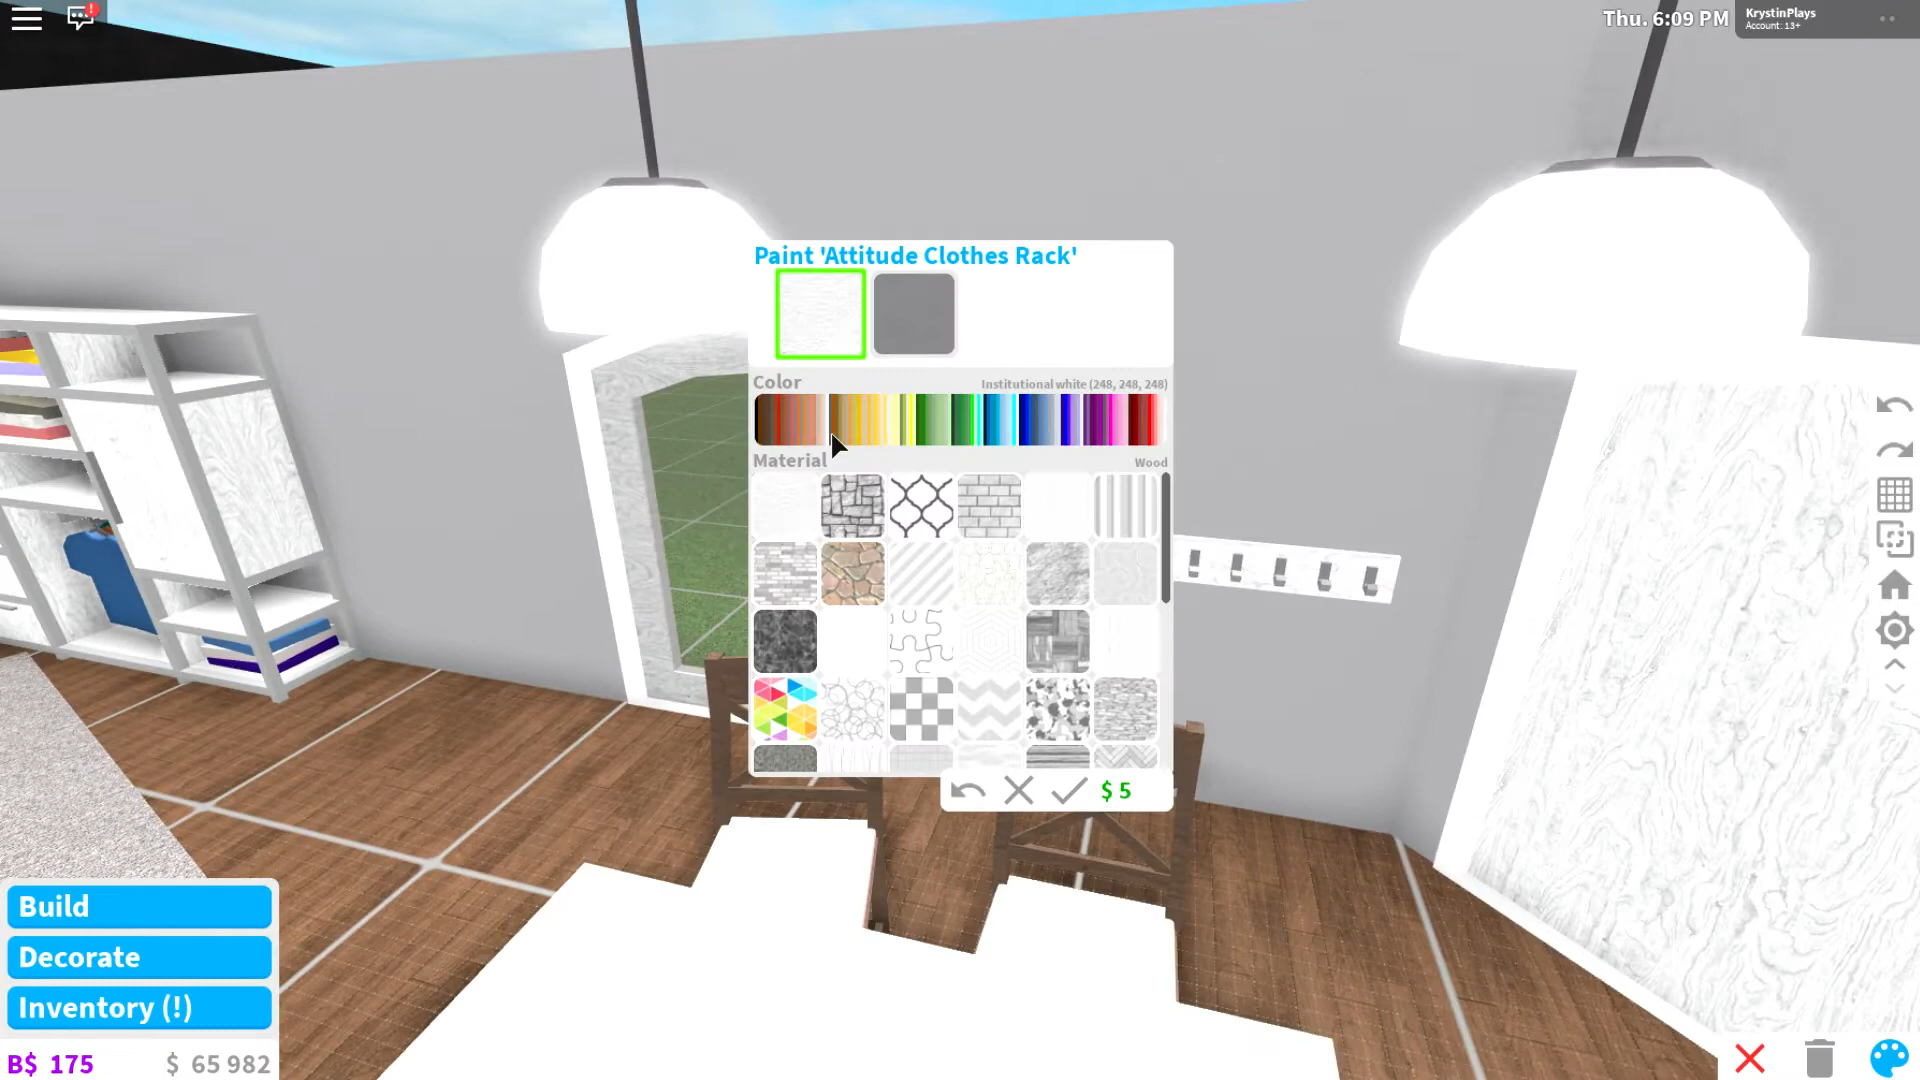 Thu. 6:09 PM
KrystinPlays
Account: 13+
Paint 'Attitude Clothes Rack'
Color
Institutional white (248, 248, 248)
Material
Wood
$ 5
Build
Decorate
Inventory (!)
B$ 175
$ 65 982